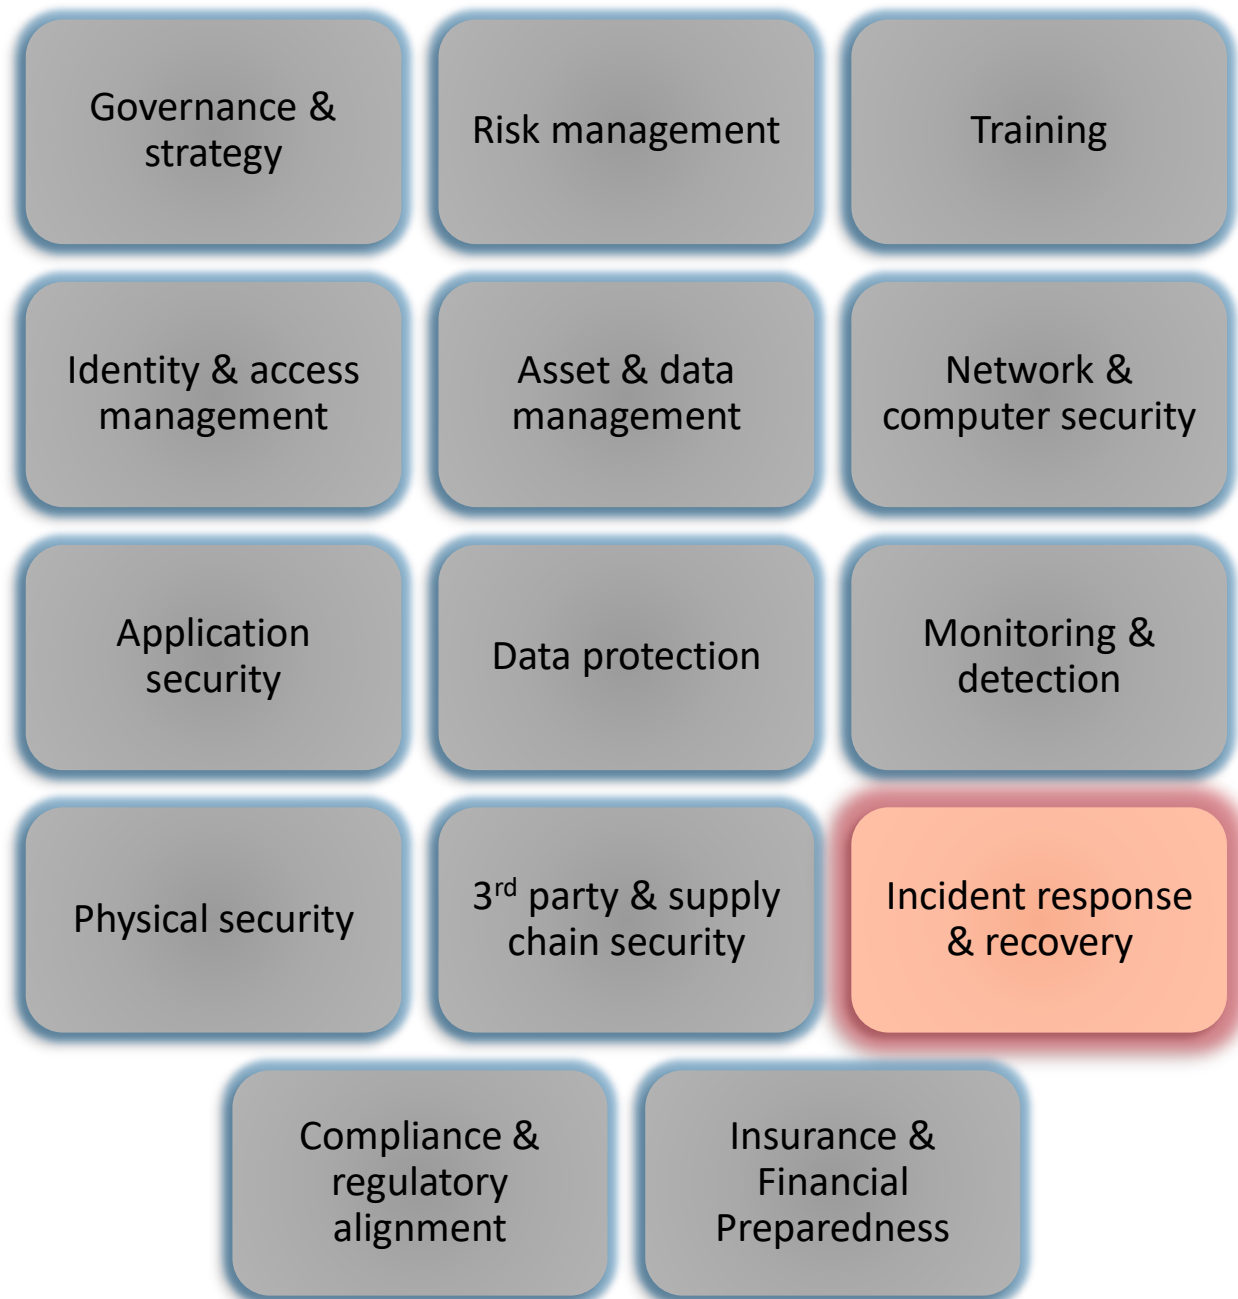 Governance &
strategy
Risk management
Training
Identity & access
management
Asset & data
management
Network &
computer security
Application
security
Data protection
Monitoring &
detection
Physical security
3rd party & supply
chain security
Incident response
& recovery
Compliance &
regulatory
alignment
Insurance &
Financial
Preparedness